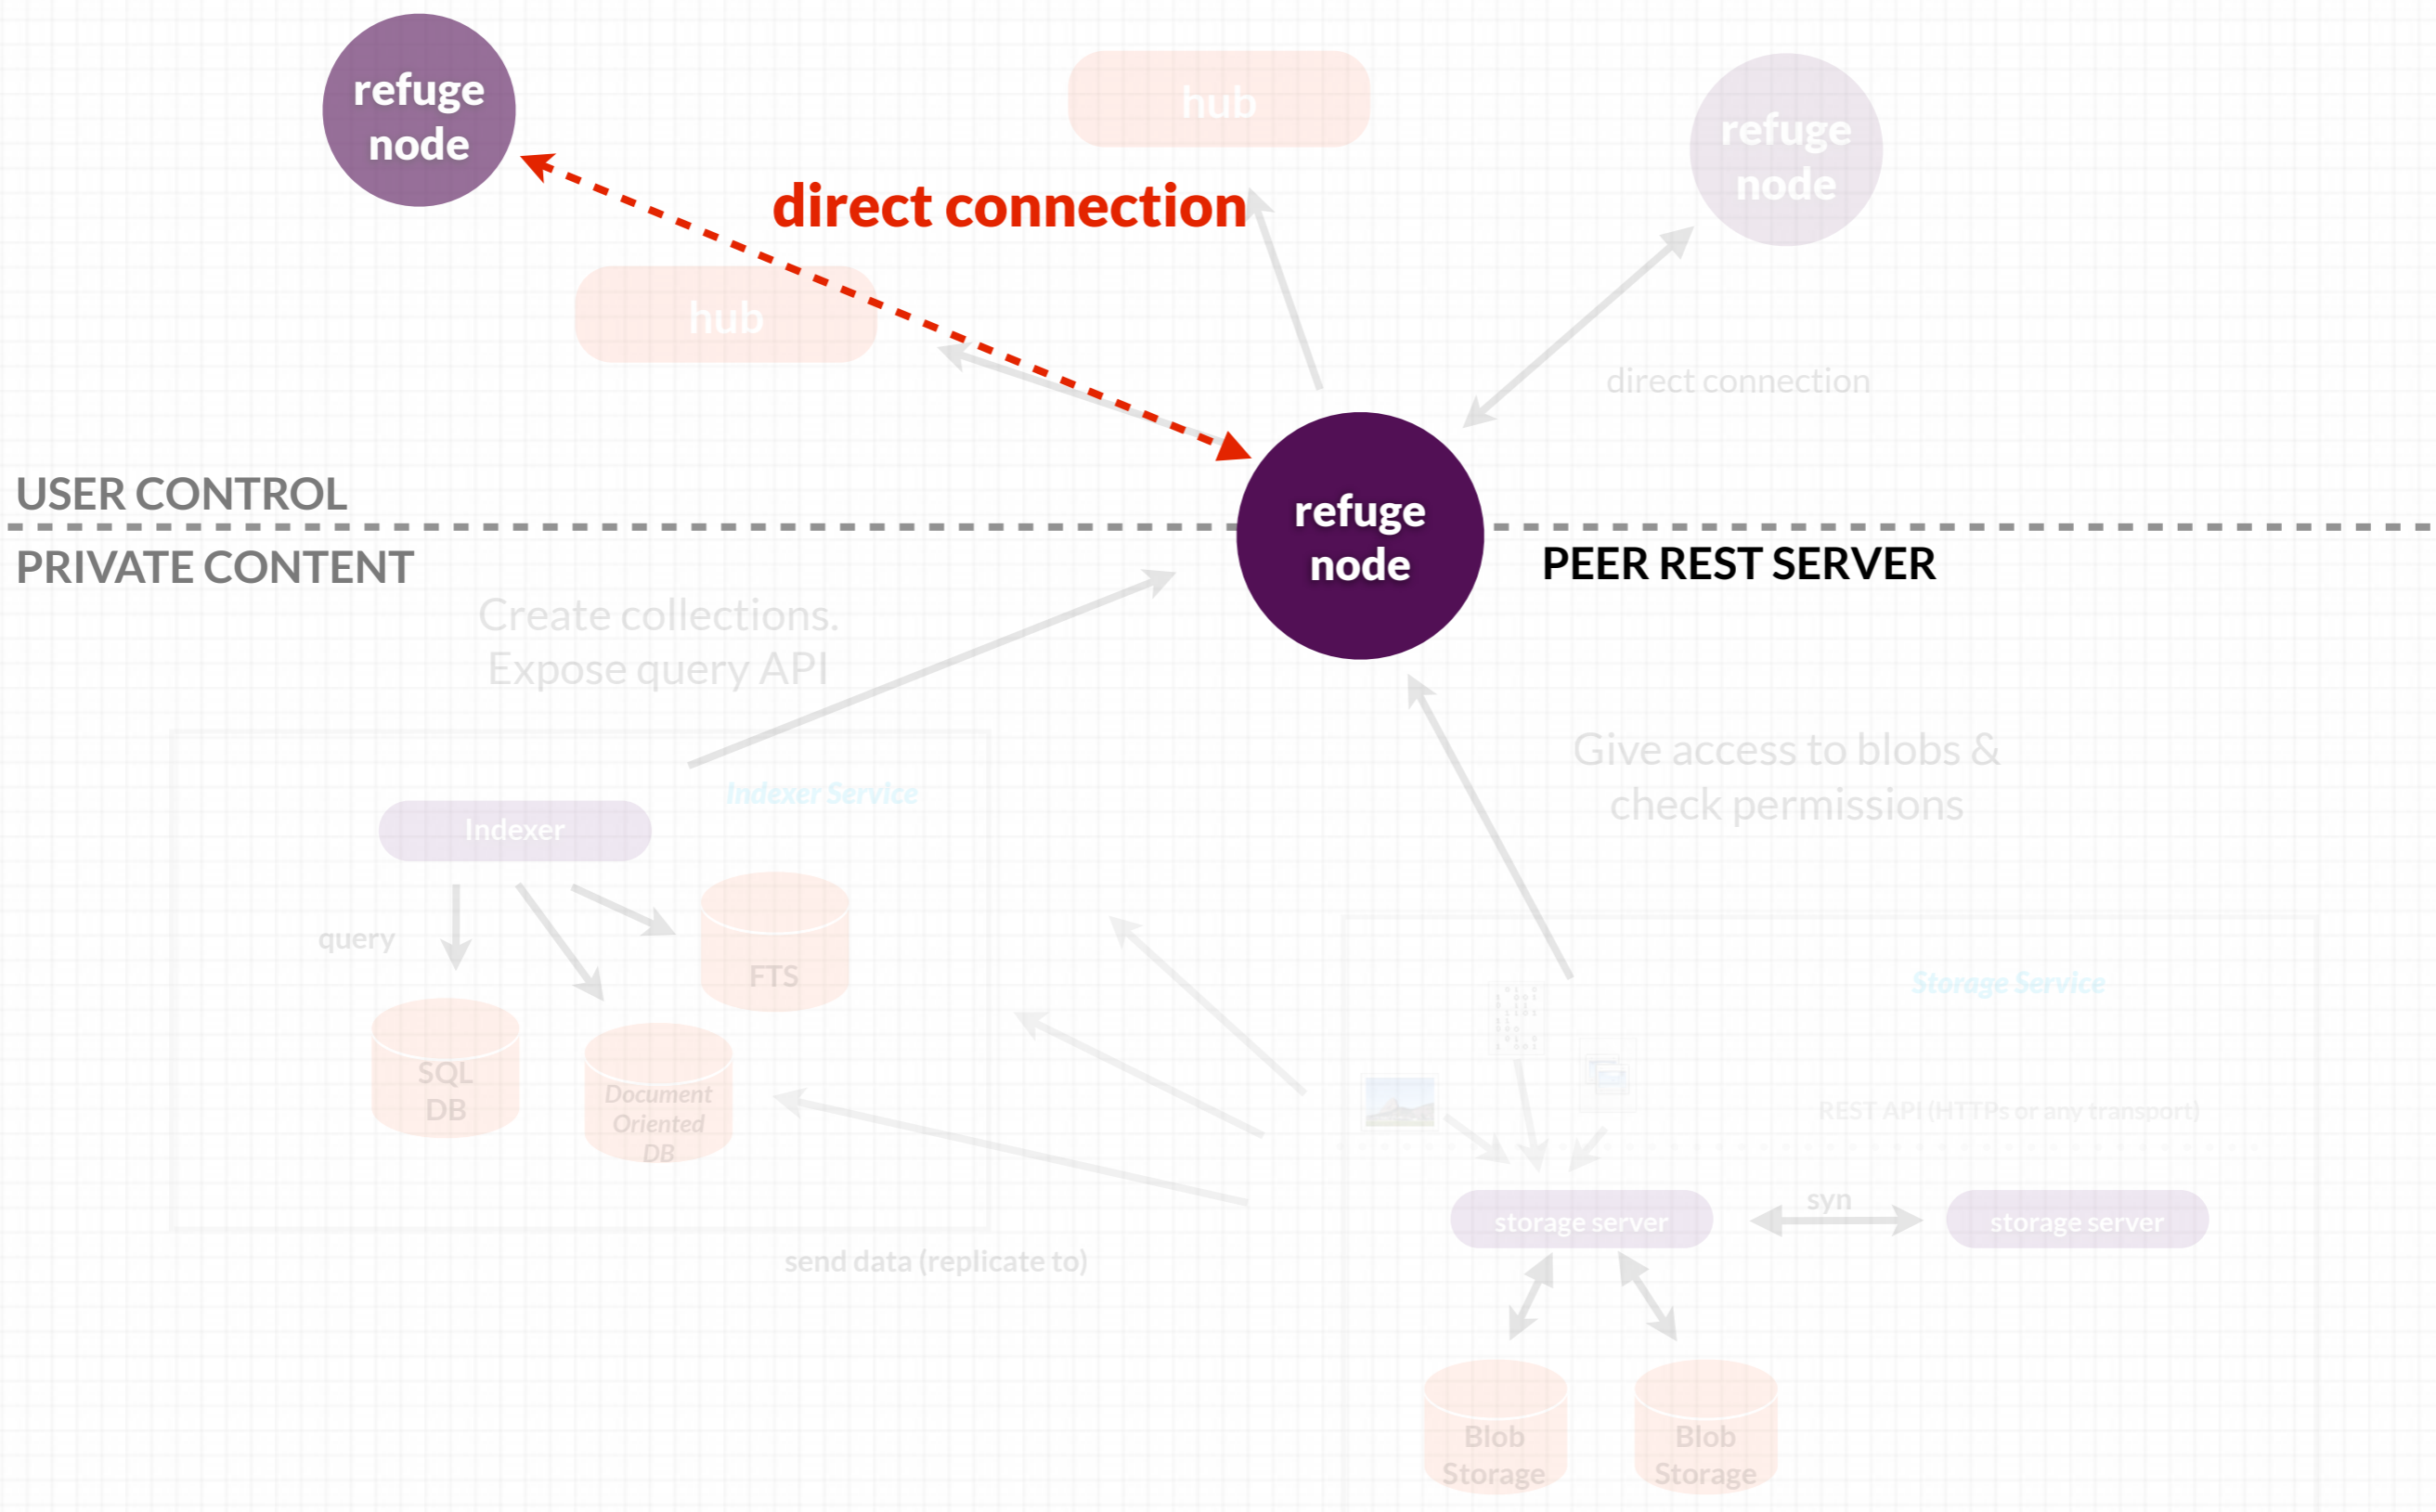 refuge
node
hub
refuge
node
direct connection
hub
direct connection
USER CONTROL
refuge
node
PRIVATE CONTENT
PEER REST SERVER
Create collections.
Expose query API
Give access to blobs &
check permissions
Indexer Service
Indexer
query
FTS
SQL
DB
Document
Oriented
DB
Storage Service
REST API (HTTPs or any transport)
storage server
syn
storage server
send data (replicate to)
Blob
Storage
Blob
Storage